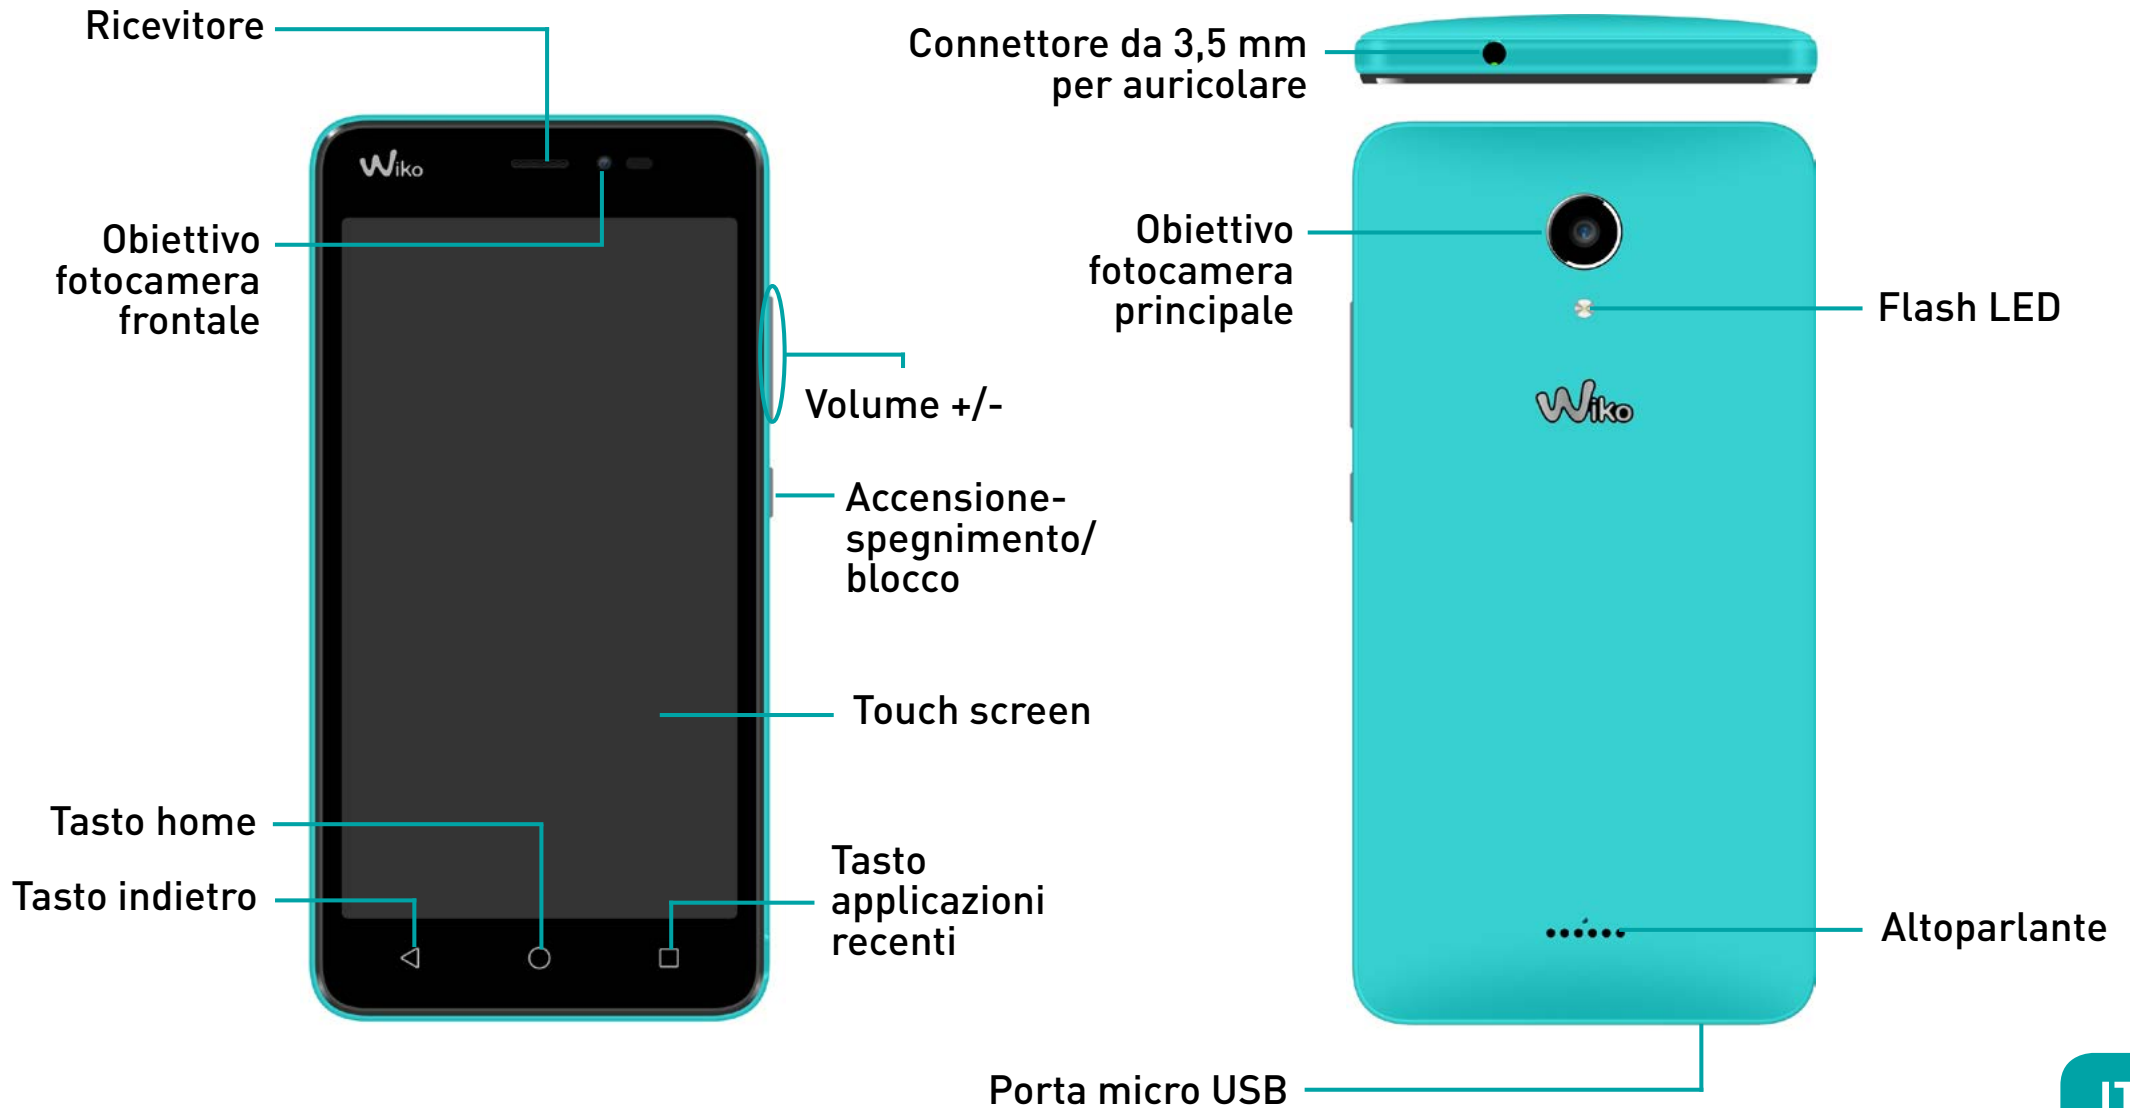 Ricevitore
Connettore da 3,5 mm
per auricolare
Wiko
Obiettivo
fotocamera
frontale
Obiettivo
fotocamera
principale
Flash LED
Wiko
Volume +/-
Accensione-
spegnimento/
blocco
Touch screen
Tasto home
Tasto indietro
Tasto
applicazioni
recenti
Altoparlante
Porta micro USB
IT